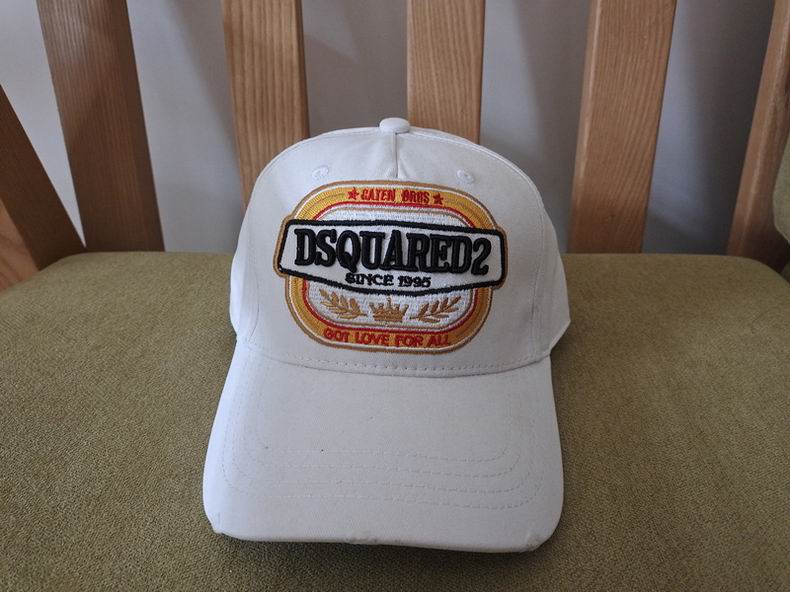 ★ CATEN BROS ★
DSQUARED2
SINCE 1995
GOT LOVE FOR ALL